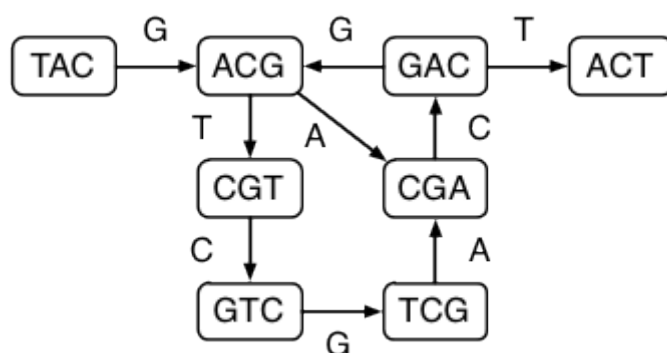 G G T
TAC ACG GAC ACT
T A C
CGT CGA
C A
GTC TCG
G